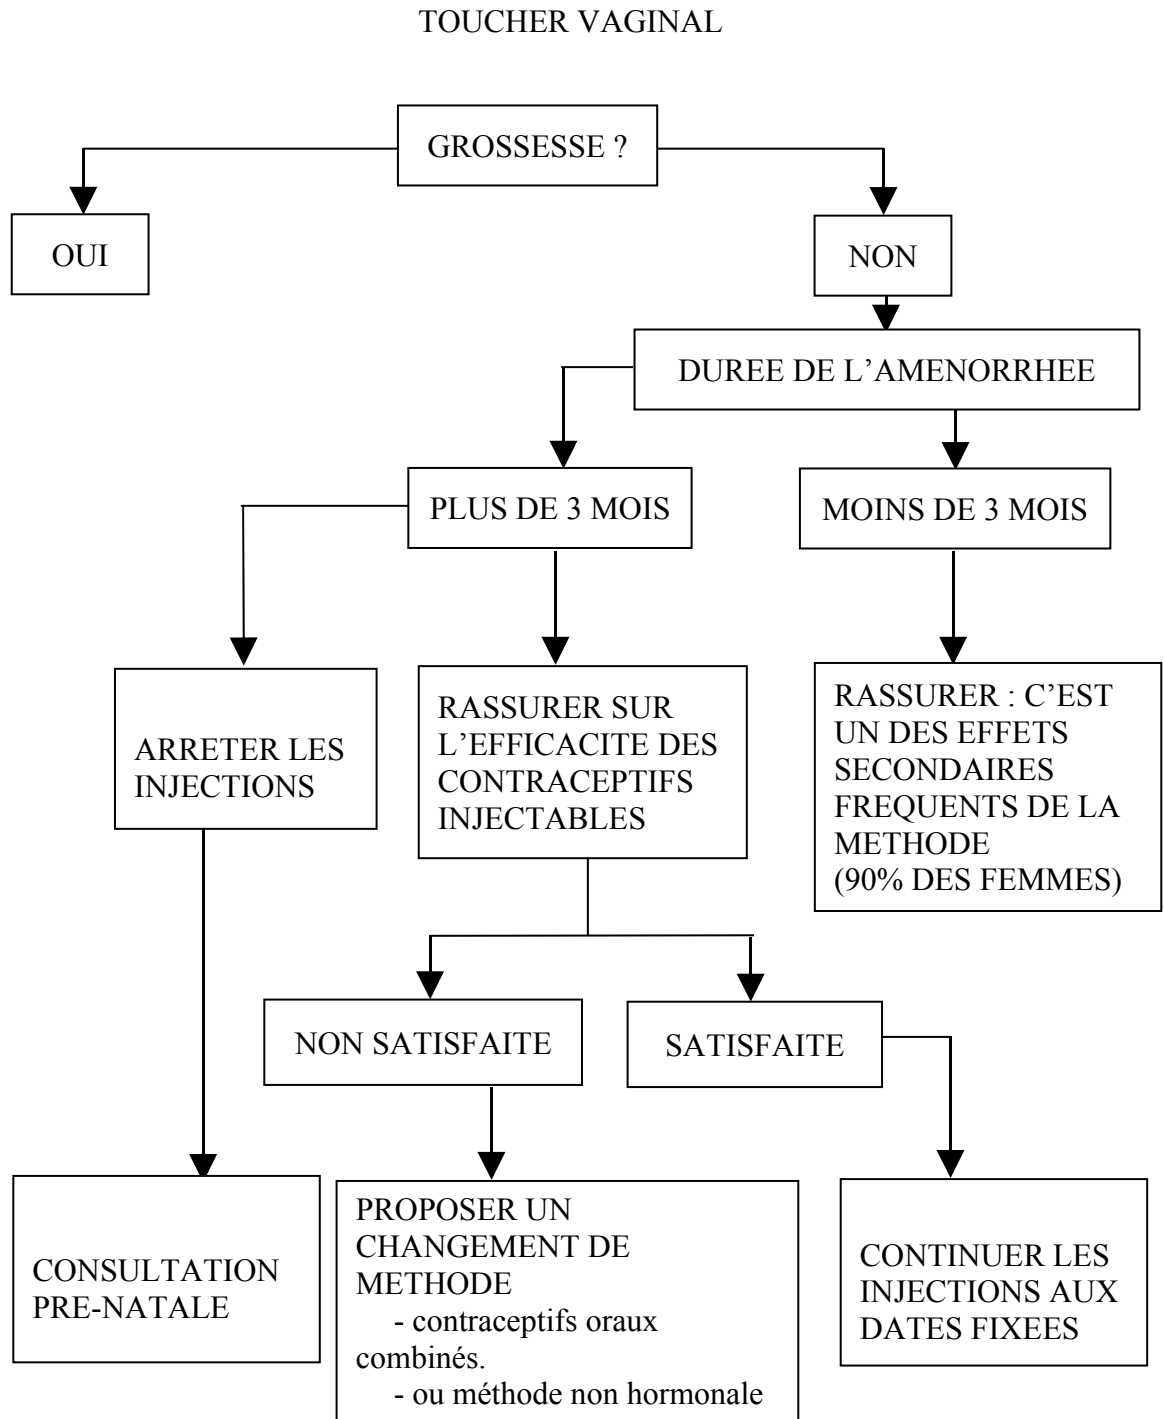 TOUCHER VAGINAL
GROSSESSE ?
OUI
NON
DUREE DE L’AMENORRHEE
PLUS DE 3 MOIS
MOINS DE 3 MOIS
ARRETER LES
INJECTIONS
RASSURER SUR
L’EFFICACITE DES
CONTRACEPTIFS
INJECTABLES
RASSURER : C’EST
UN DES EFFETS
SECONDAIRES
FREQUENTS DE LA
METHODE
(90% DES FEMMES)
NON SATISFAITE
SATISFAITE
CONSULTATION
PRE-NATALE
PROPOSER UN
CHANGEMENT DE
METHODE
- contraceptifs oraux
combinés.
- ou méthode non hormonale
CONTINUER LES
INJECTIONS AUX
DATES FIXEES